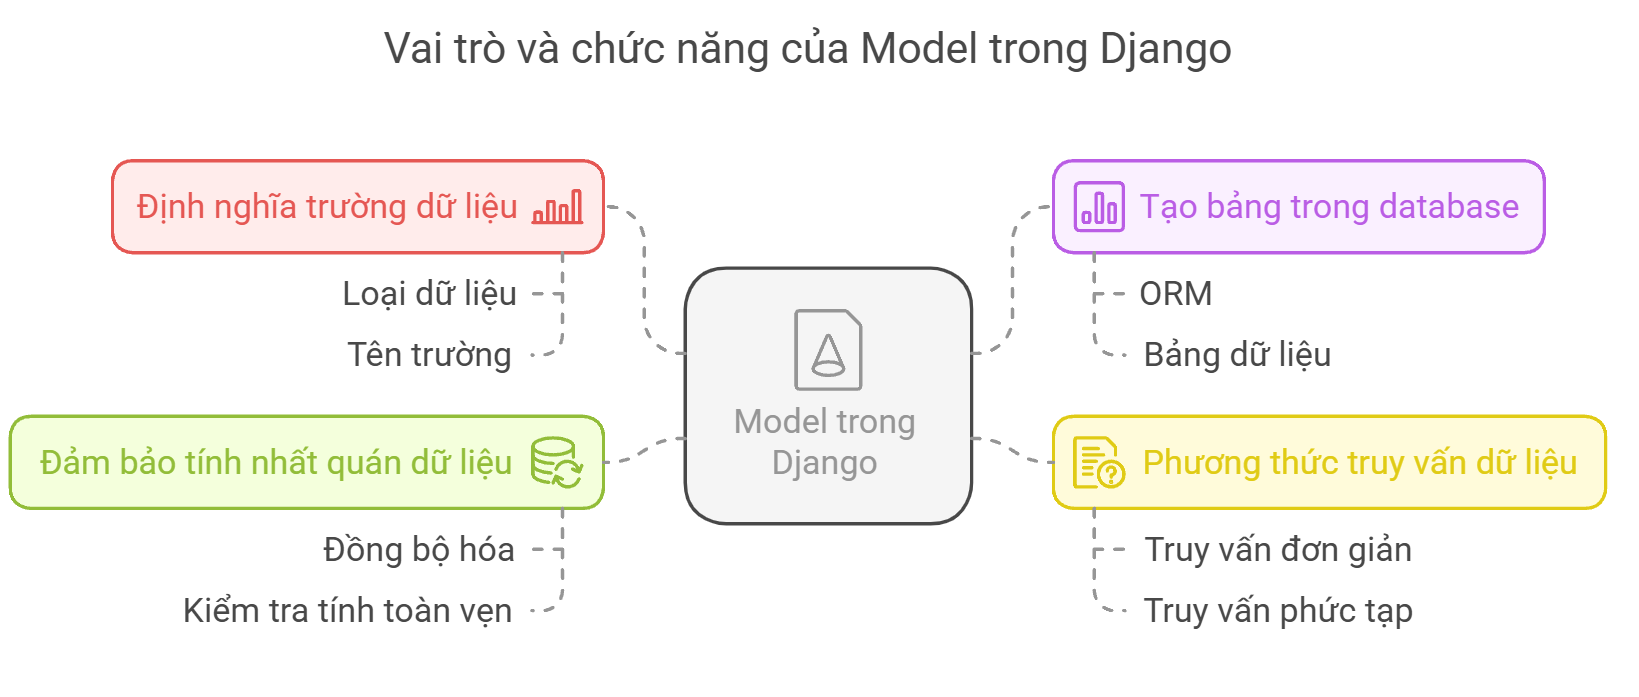 Vai trò và chức năng của Model trong Django
Định nghĩa trường dữ liệu
Loại dữ liệu
Tên trường
Đảm bảo tính nhất quán dữ liệu
Đồng bộ hóa
Kiểm tra tính toàn vẹn
Model trong
Django
Tạo bảng trong database
ORM
Bảng dữ liệu
Phương thức truy vấn dữ liệu
Truy vấn đơn giản
Truy vấn phức tạp